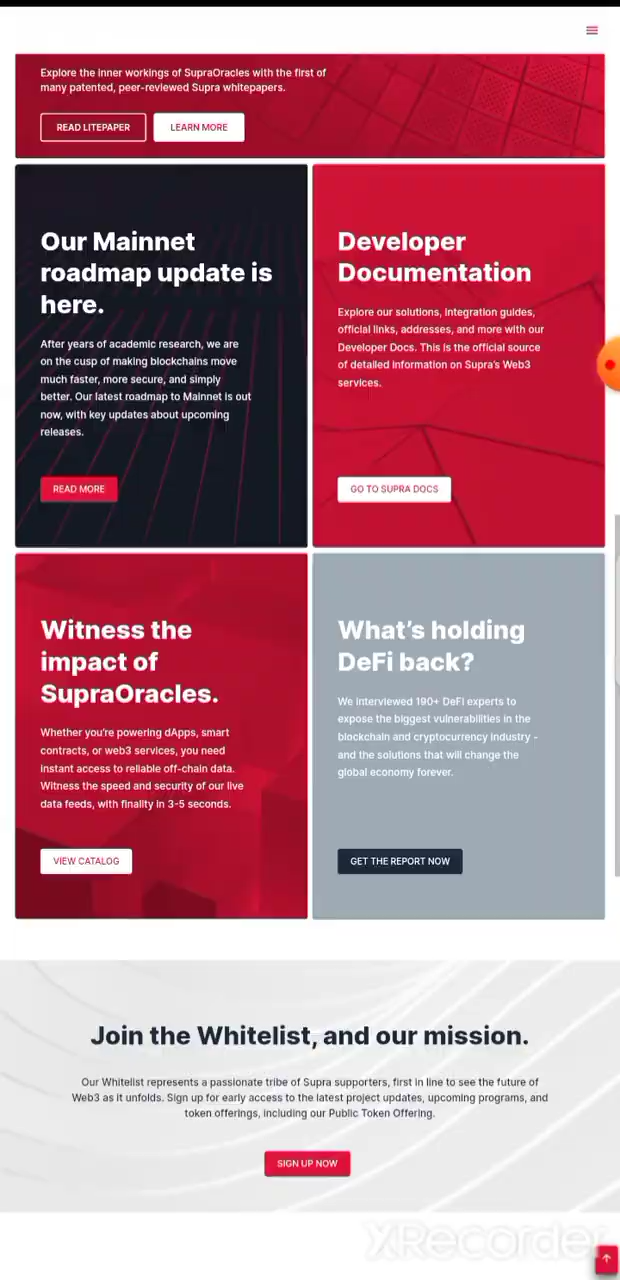 Explore the inner workings of SupraOracles with the first of
many patented, peer-reviewed Supra whitepapers.
READ LITEPAPER
LEARN MORE
Our Mainnet
roadmap update is
here.
After years of academic research, we are
on the cusp of making blockchains move
much faster, more secure, and simply
better. Our latest roadmap to Mainnet is out
now, with key updates about upcoming
releases.
READ MORE
Developer
Documentation
Explore our solutions, integration guides,
official links, addresses, and more with our
Developer Docs. This is the official source
of detailed information on Supra's Web3
services.
GO TO SUPRA DOCS
Witness the
impact of
SupraOracles.
Whether you're powering dApps, smart
contracts, or web3 services, you need
instant access to reliable off-chain data.
Witness the speed and security of our live
data feeds, with finality in 3-5 seconds.
VIEW CATALOG
What's holding
DeFi back?
We interviewed 190+ DeFi experts to
expose the biggest vulnerabilities in the
blockchain and cryptocurrency industry -
and the solutions that will change the
global economy forever.
GET THE REPORT NOW
Join the Whitelist, and our mission.
Our Whitelist represents a passionate tribe of Supra supporters, first in line to see the future of
Web3 as it unfolds. Sign up for early access to the latest project updates, upcoming programs, and
token offerings, including our Public Token Offering.
SIGN UP NOW
XRecorder